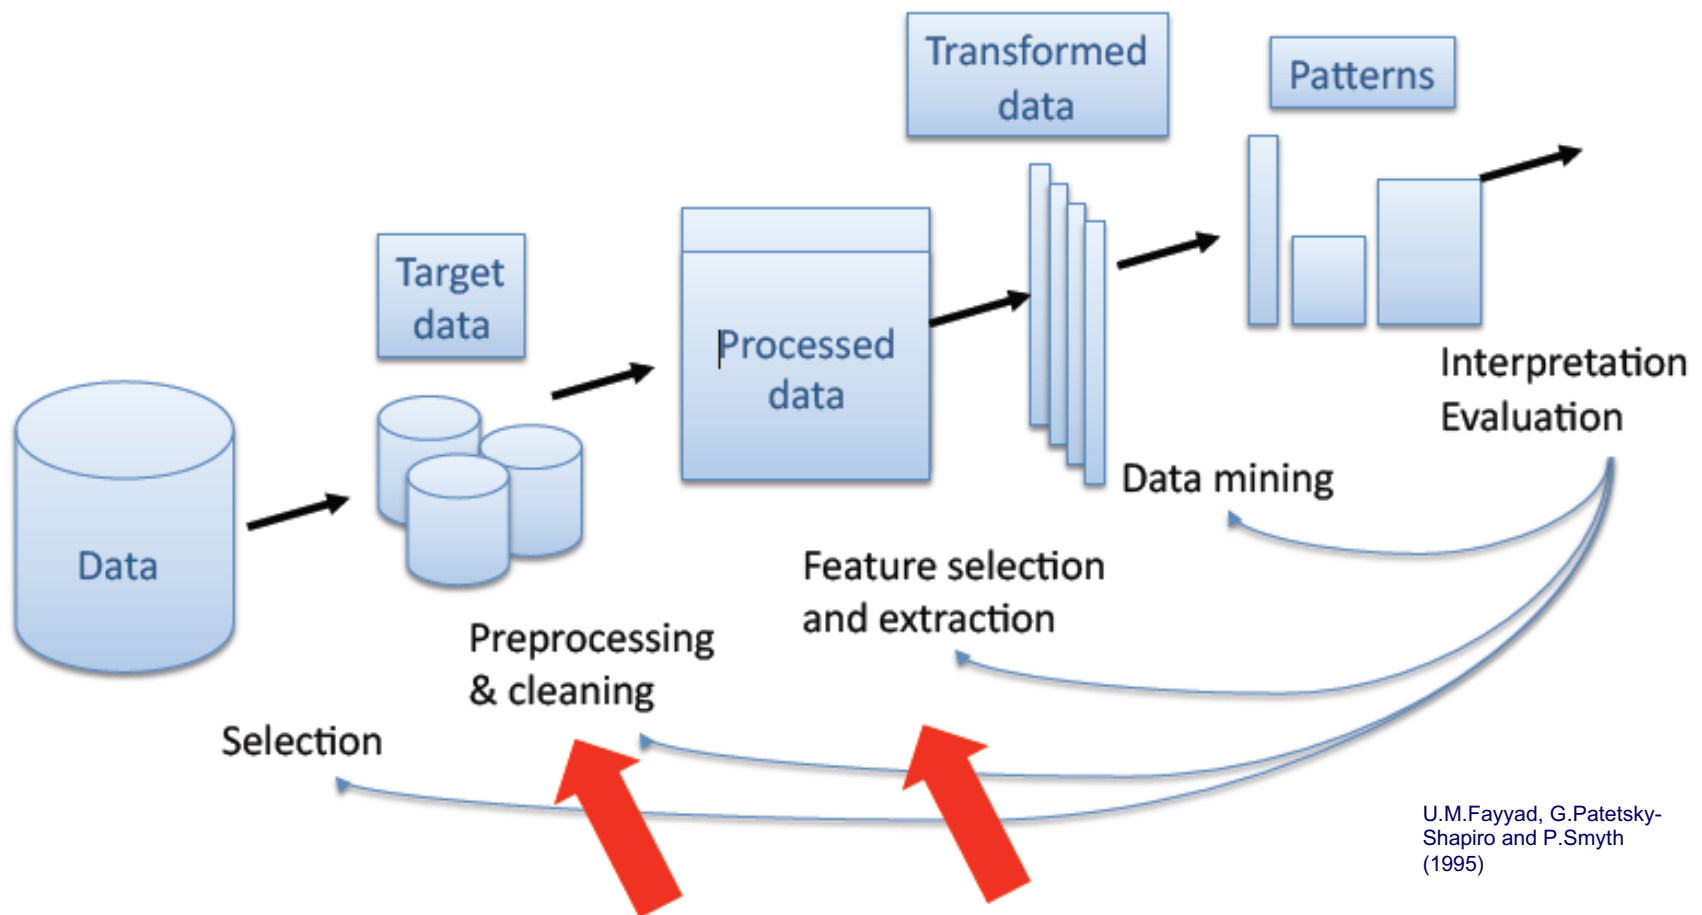 Transformed
data
Patterns
Target
data
Processed
data
Data
Interpretation
Evaluation
Data mining
Feature selection
and extraction
Preprocessing
& cleaning
Selection
U.M.Fayyad, G.Patetsky-
Shapiro and P.Smyth
(1995)